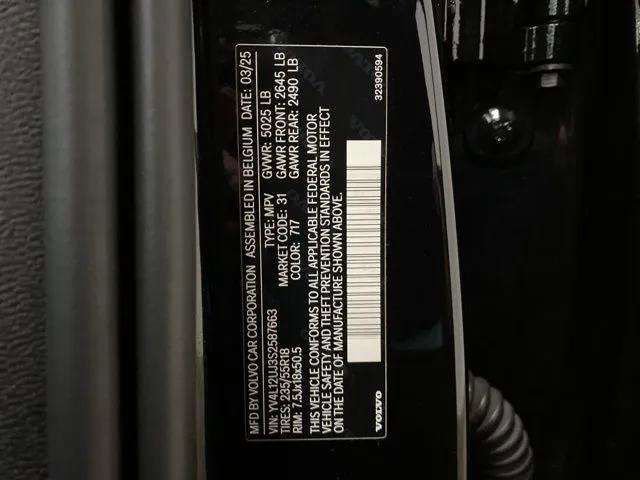 MFD BY VOLVO CAR CORPORATION ASSEMBLED IN BELGIUM DATE: 03/25
VIN: YV4L12UJ3S2587663 TYPE: MPV GVWR: 5025 LB
TIRES: 235/55R18 MARKET CODE: 31 GAWR FRONT: 2645 LB
RIM: 7.5Jx18x50.5 COLOR: 717 GAWR REAR: 2490 LB
THIS VEHICLE CONFORMS TO ALL APPLICABLE FEDERAL MOTOR
VEHICLE SAFETY AND THEFT PREVENTION STANDARDS IN EFFECT
ON THE DATE OF MANUFACTURE SHOWN ABOVE.
VOLVO 32390594